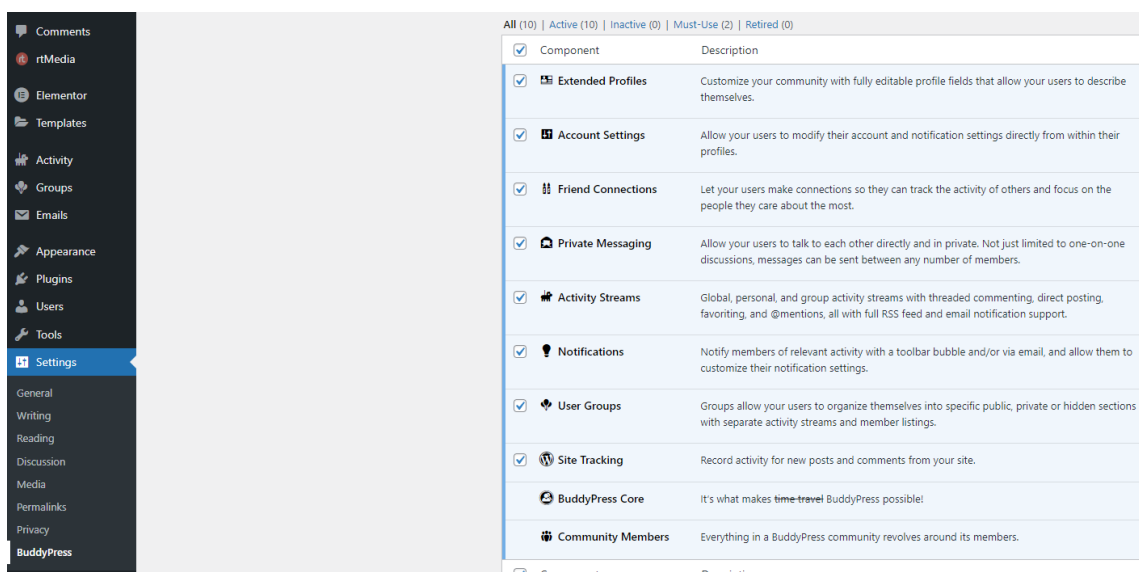 Comments
rtMedia
Elementor
Templates
Activity
Groups
Emails
Appearance
Plugins
Users
Tools
Settings
General
Writing
Reading
Discussion
Media
Permalinks
Privacy
BuddyPress
All (10) | Active (10) | Inactive (0) | Must-Use (2) | Retired (0)
Component Description
Extended Profiles Customize your community with fully editable profile fields that allow your users to describe
themselves.
Account Settings Allow your users to modify their account and notification settings directly from within their
profiles.
Friend Connections Let your users make connections so they can track the activity of others and focus on the
people they care about the most.
Private Messaging Allow your users to talk to each other directly and in private. Not just limited to one-on-one
discussions, messages can be sent between any number of members.
Activity Streams Global, personal, and group activity streams with threaded commenting, direct posting,
favoriting, and @mentions, all with full RSS feed and email notification support.
Notifications Notify members of relevant activity with a toolbar bubble and/or via email, and allow them to
customize their notification settings.
User Groups Groups allow your users to organize themselves into specific public, private or hidden sections
with separate activity streams and member listings.
Site Tracking Record activity for new posts and comments from your site.
BuddyPress Core It's what makes time travel BuddyPress possible!
Community Members Everything in a BuddyPress community revolves around its members.